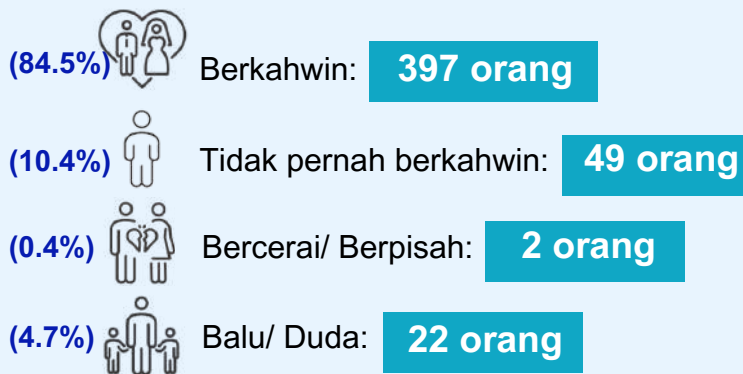 (84.5%) Berkahwin: 397 orang
(10.4%) Tidak pernah berkahwin: 49 orang
(0.4%) Bercerai/ Berpisah: 2 orang
(4.7%) Balu/ Duda: 22 orang